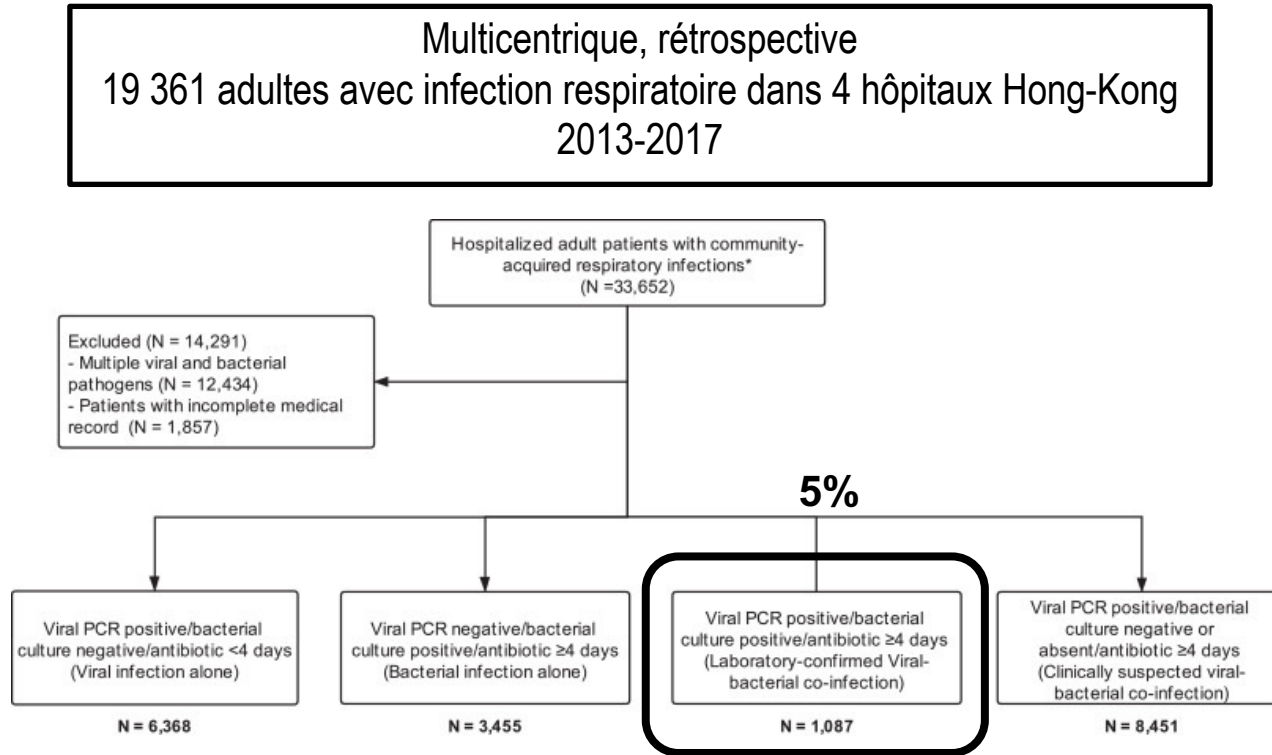 Multicentrique, rétrospective
19 361 adultes avec infection respiratoire dans 4 hôpitaux Hong-Kong
2013-2017
Hospitalized adult patients with community-
acquired respiratory infections*
(N =33,652)
Excluded (N = 14,291)
- Multiple viral and bacterial
pathogens (N = 12,434)
- Patients with incomplete medical
record (N = 1,857)
5%
Viral PCR positive/bacterial
culture negative/antibiotic <4 days
(Viral infection alone)
N = 6,368
Viral PCR negative/bacterial
culture positive/antibiotic ≥4 days
(Bacterial infection alone)
N = 3,455
Viral PCR positive/bacterial
culture positive/antibiotic ≥4 days
(Laboratory-confirmed Viral-
bacterial co-infection)
N = 1,087
Viral PCR positive/bacterial
culture negative or
absent/antibiotic ≥4 days
(Clinically suspected viral-
bacterial co-infection)
N = 8,451